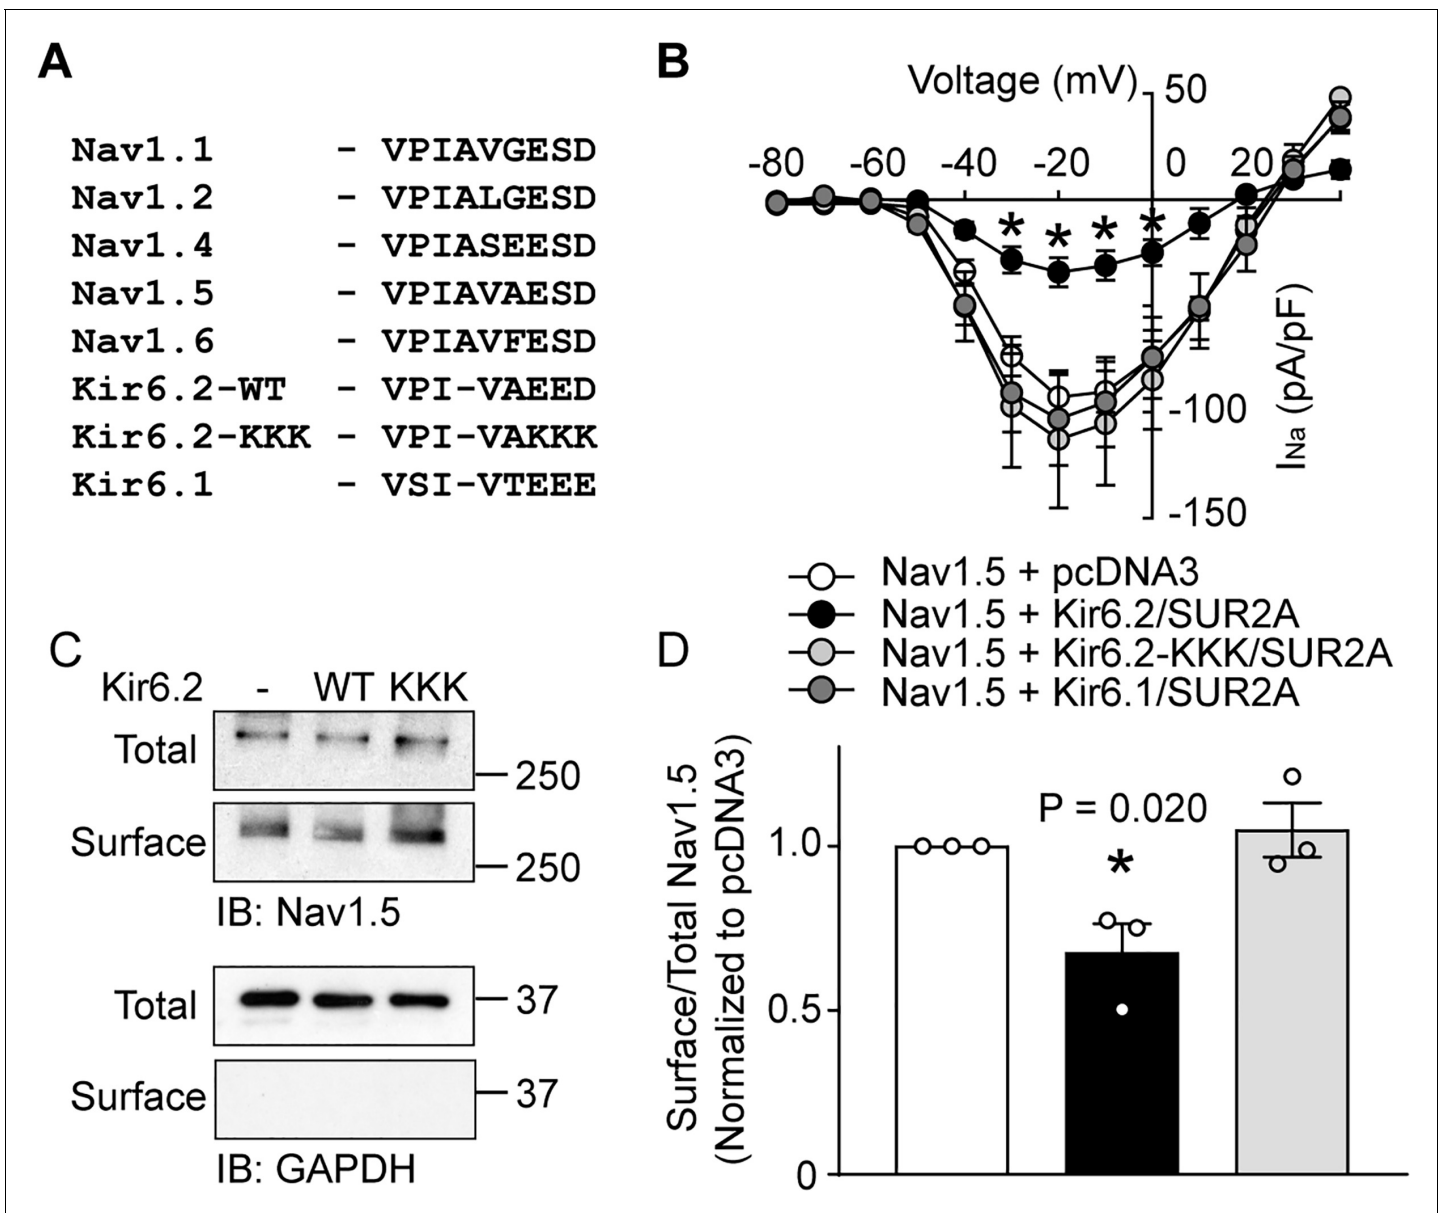 A
Nav1.1 - VPIAVGESD
Nav1.2 - VPIALGESD
Nav1.4 - VPIASEESD
Nav1.5 - VPIAVAESD
Nav1.6 - VPIAVFESD
Kir6.2-WT - VPI-VAEED
Kir6.2-KKK - VPI-VAKKK
Kir6.1 - VSI-VTEEE
B
Voltage (mV)
50
-80 -60 -40 -20 0 20
* * * *
-100
-150
INa (pA/pF)
Nav1.5 + pcDNA3
Nav1.5 + Kir6.2/SUR2A
Nav1.5 + Kir6.2-KKK/SUR2A
Nav1.5 + Kir6.1/SUR2A
C
Kir6.2 - WT KKK
Total
250
Surface
250
IB: Nav1.5
Total
37
Surface
37
IB: GAPDH
D
Surface/Total Nav1.5
(Normalized to pcDNA3)
P = 0.020
*
1.0
0.5
0